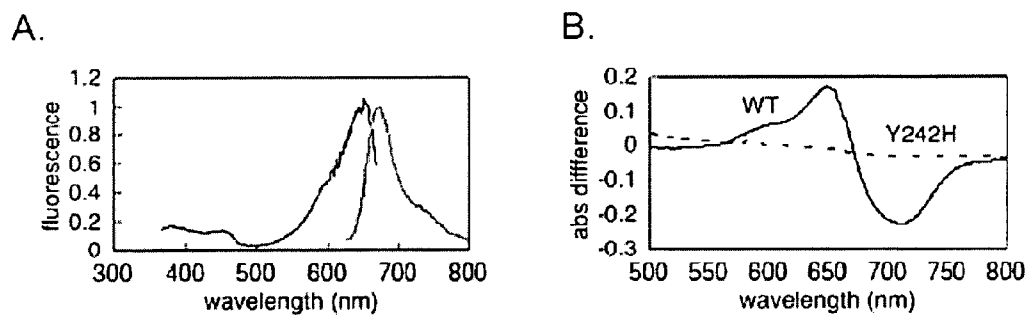 A.
fluorescence
1.2
1
0.8
0.6
0.4
0.2
0
300 400 500 600 700 800
wavelength (nm)
B.
abs diffference
0.2
0.1
0
-0.1
-0.2
-0.3
WT
Y242H
500 550 600 650 700 750 800
wavelength (nm)